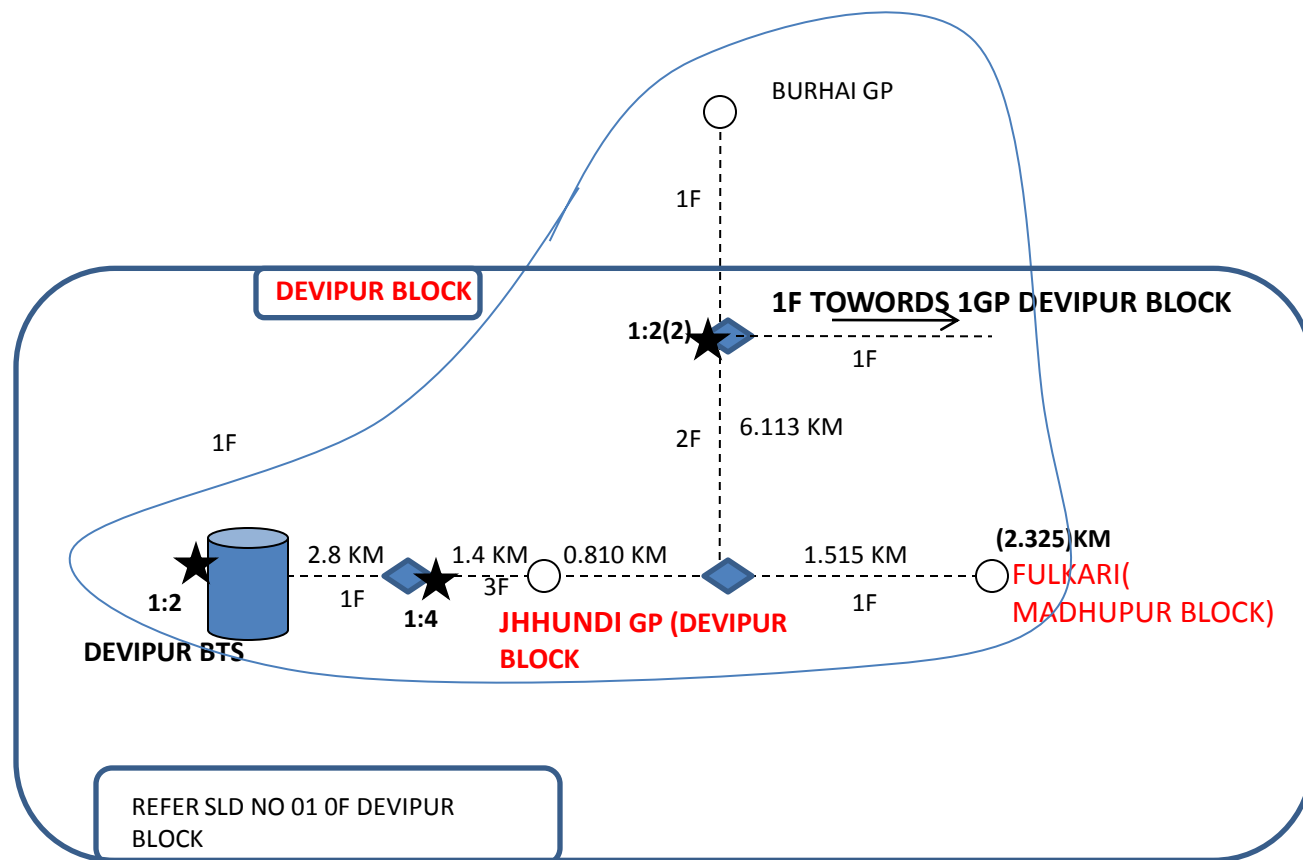 BURHAI GP
1F
DEVIPUR BLOCK
1F TOWORDS 1GP DEVIPUR BLOCK
1:2(2)
1F
1F
2F
6.113 KM
2.8 KM
1.4 KM
0.810 KM
1.515 KM
(2.325)KM
1F
3F
1F
FULKARI(
MADHUPUR BLOCK)
1:2
1:4
JHHUNDI GP (DEVIPUR
BLOCK
DEVIPUR BTS
REFER SLD NO 01 0F DEVIPUR
BLOCK